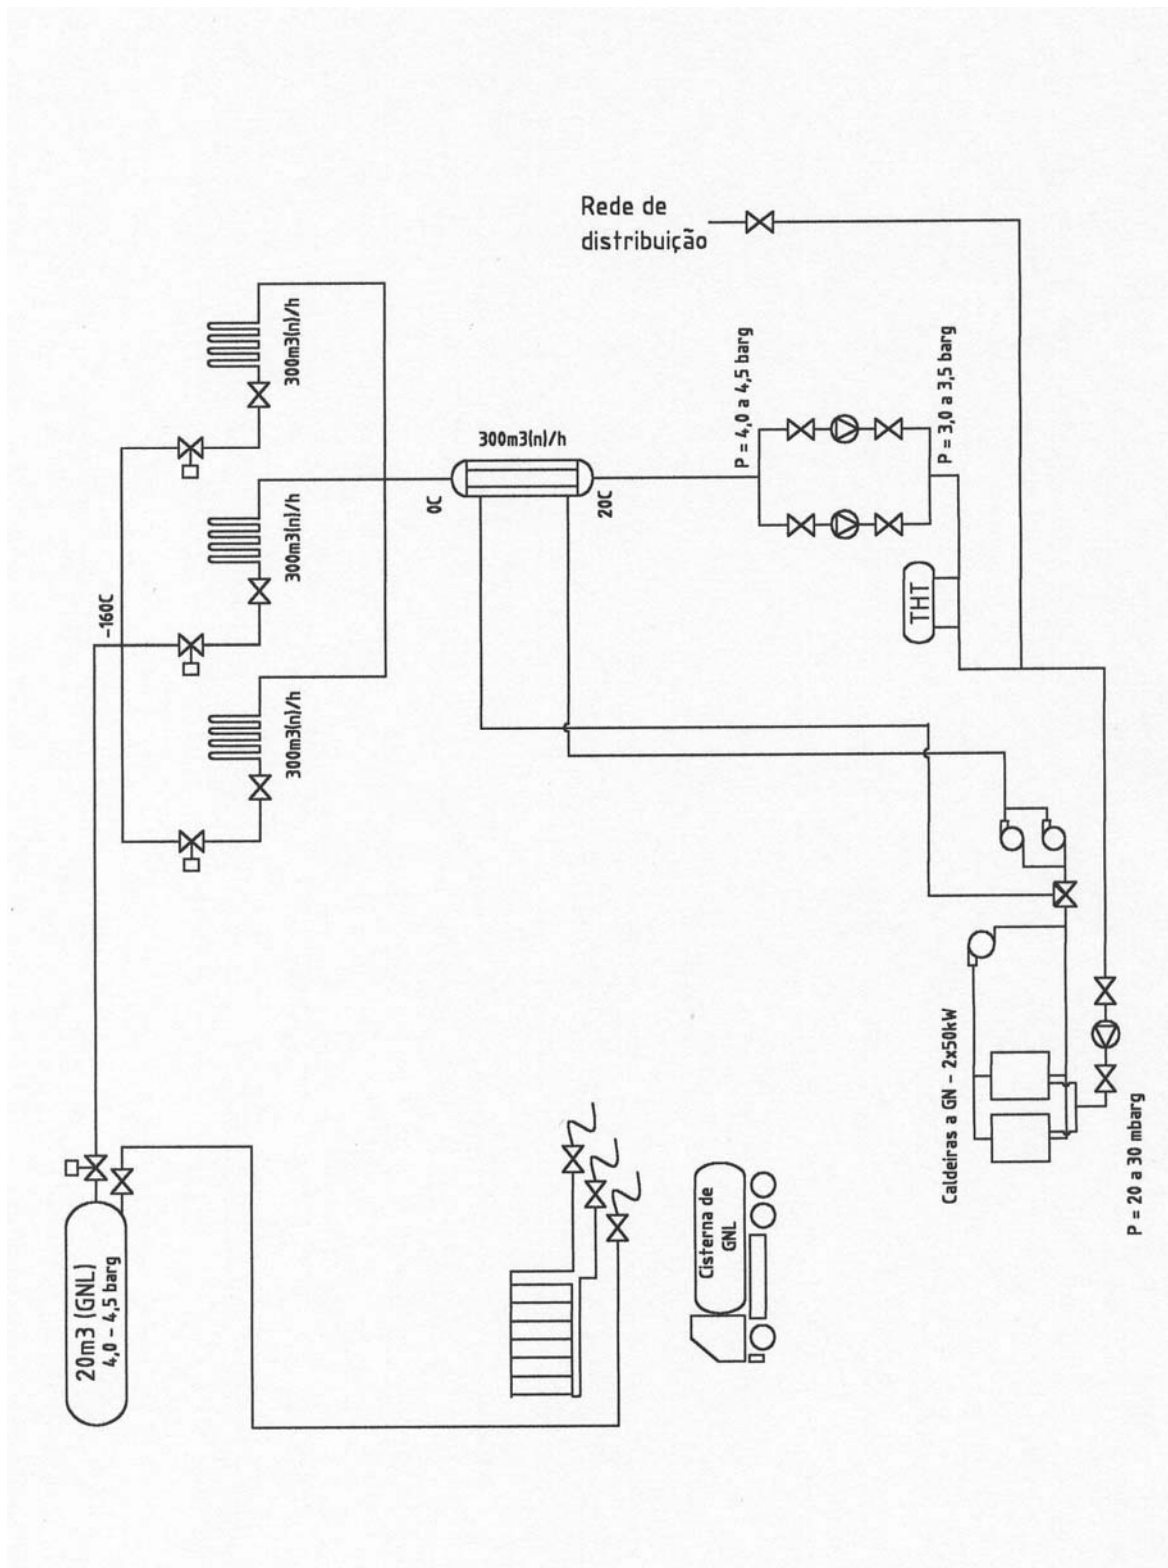 Rede de
distribuição
300m3(n)/h
300m3(n)/h
300m3(n)/h
-160C
300m3(n)/h
0C
20C
P = 4,0 a 4,5 barg
P = 3,0 a 3,5 barg
THT
20m3 (GNL)
4,0 - 4,5 barg
Cisterna de
GNL
Caldeiras a GN - 2x50kW
P = 20 a 30 mbarg